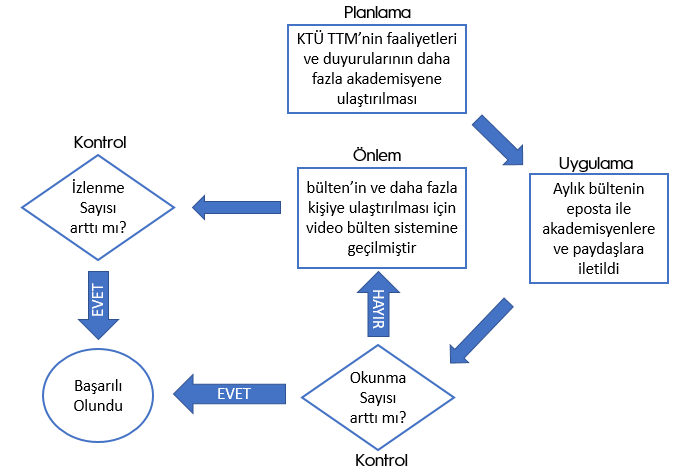 Planlama
KTÜ TTM’nin faaliyetleri
ve duyurularının daha
fazla akademisyene
ulaştırılması
Uygulama
Aylık bültenin
eposta ile
akademisyenlere
ve paydaşlara
iletildi
Okunma
Sayısı
arttı mı?
Kontrol
EVET
HAYIR
Önlem
bülten’in ve daha fazla
kişiye ulaştırılması için
video bülten sistemine
geçilmiştir
Kontrol
İzlenme
Sayısı
arttı mı?
EVET
Başarılı
Olundu